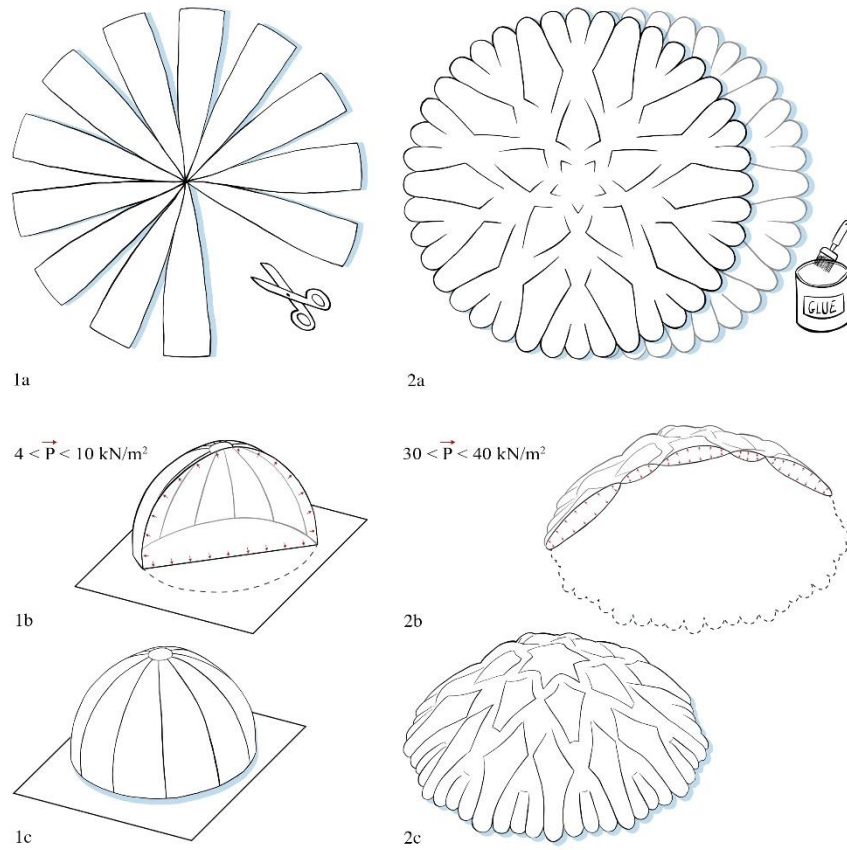 GLUE
1a
2a
4 < P⃗ < 10 kN/m²
30 < P⃗ < 40 kN/m²
1b
2b
1c
2c